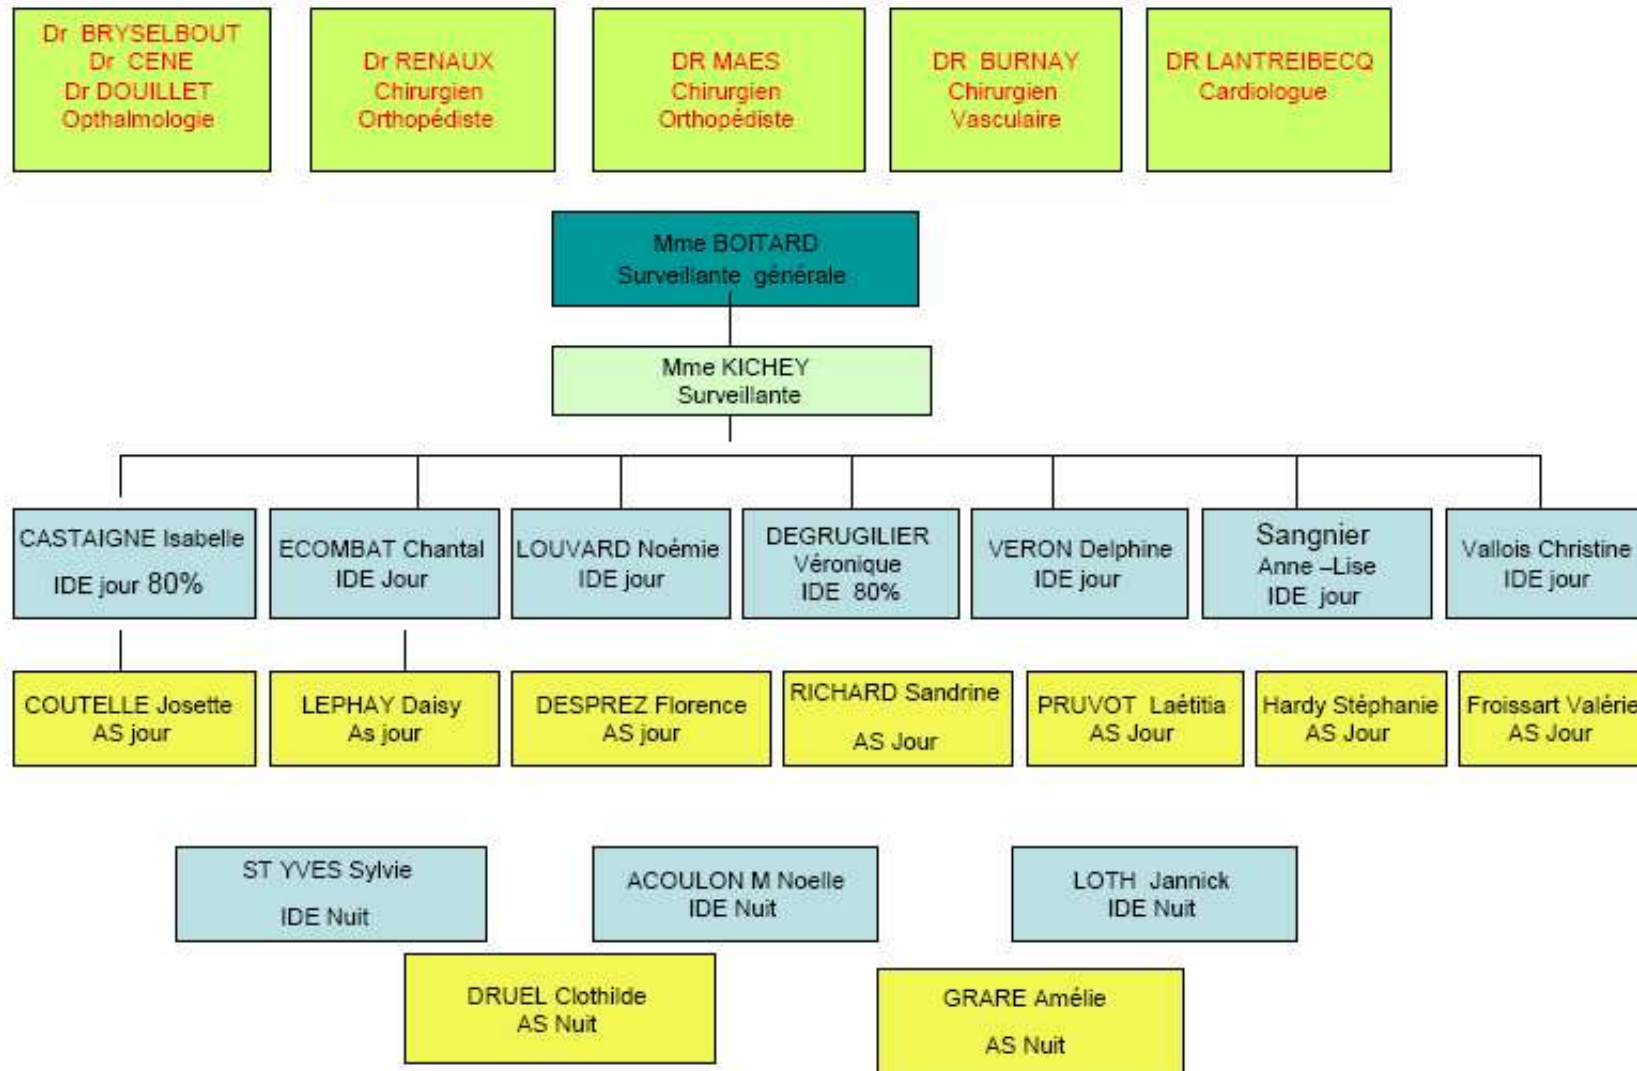 Dr BRYSELBOUT
Dr CENE
Dr DOUILLET
Opthalmologie
Dr RENAUX
Chirurgien
Orthopédiste
DR MAES
Chirurgien
Orthopédiste
DR BURNAY
Chirurgien
Vasculaire
DR LANTREIBECQ
Cardiologue
Mme BOITARD
Surveillante générale
Mme KICHEY
Surveillante
CASTAIGNE Isabelle
IDE jour 80%
ECOMBAT Chantal
IDE Jour
LOUVARD Noémie
IDE jour
DEGRUGILIER
Véronique
IDE 80%
VERON Delphine
IDE jour
Sangnier
Anne –Lise
IDE jour
Vallois Christine
IDE jour
COUTELLE Josette
AS jour
LEPHAY Daisy
As jour
DESPREZ Florence
AS jour
RICHARD Sandrine
AS Jour
PRUVOT Laétitia
AS Jour
Hardy Stéphanie
AS Jour
Froissart Valérie
AS Jour
ST YVES Sylvie
IDE Nuit
ACOULON M Noelle
IDE Nuit
LOTH Jannick
IDE Nuit
DRUEL Clothilde
AS Nuit
GRARE Amélie
AS Nuit